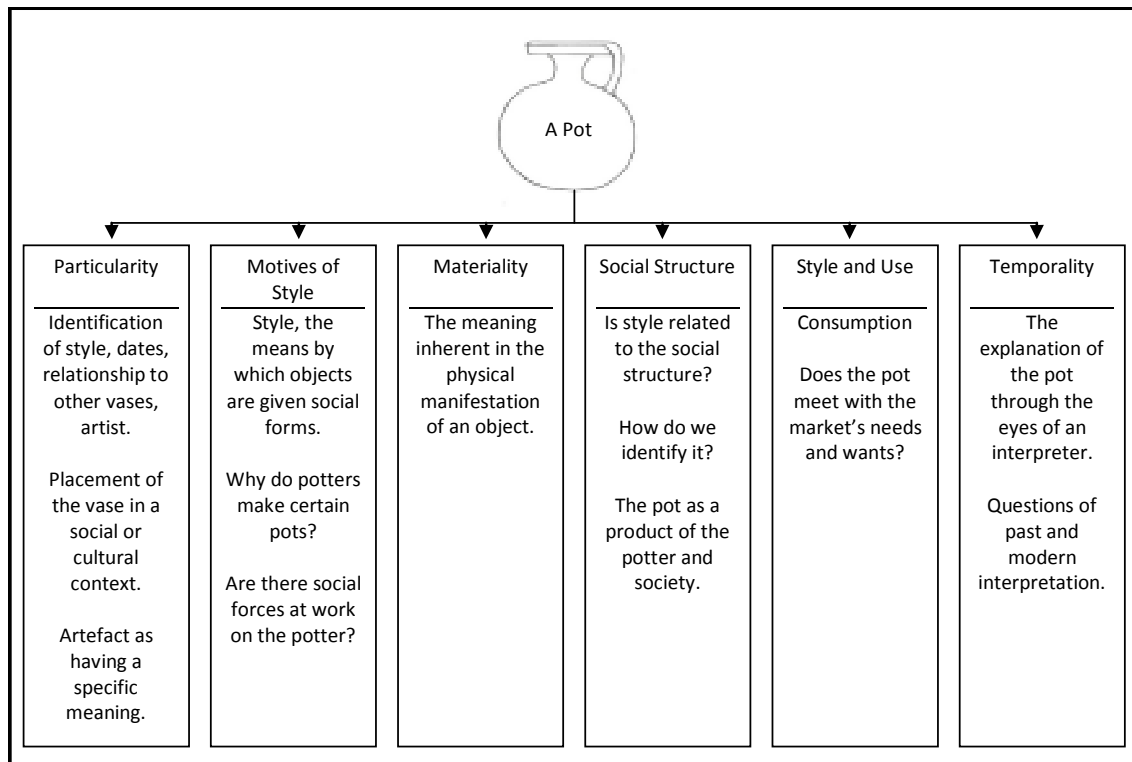 A Pot
Particularity
Identification
of style, dates,
relationship to
other vases,
artist.
Placement of
the vase in a
social or
cultural
context.
Artefact as
having a
specific
meaning.
Motives of
Style
Style, the
means by
which objects
are given social
forms.
Why do potters
make certain
pots?
Are there social
forces at work
on the potter?
Materiality
The meaning
inherent in the
physical
manifestation
of an object.
Social Structure
Is style related
to the social
structure?
How do we
identify it?
The pot as a
product of the
potter and
society.
Style and Use
Consumption
Does the pot
meet with the
market’s needs
and wants?
Temporality
The
explanation of
the pot
through the
eyes of an
interpreter.
Questions of
past and
modern
interpretation.